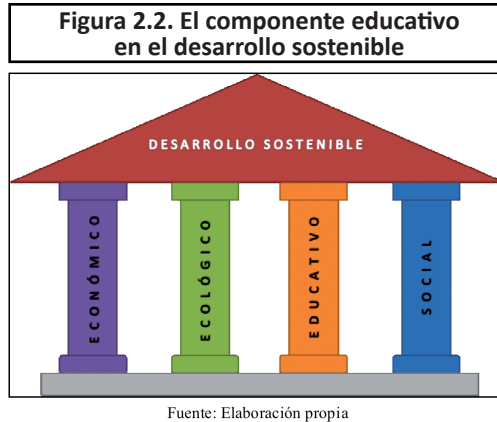 Figura 2.2. El componente educativo
en el desarrollo sostenible
DESARROLLO SOSTENIBLE
ECONÓMICO
ECOLÓGICO
EDUCATIVO
SOCIAL
Fuente: Elaboración propia